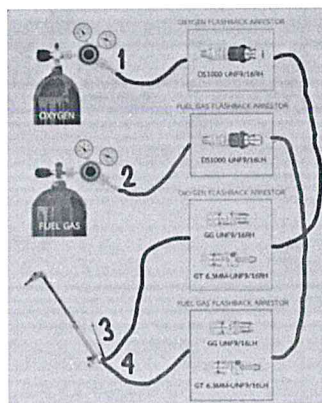 OXYGEN FLASHBACK ARRESTOR
1
DS1000 UNF9/16RH
OXYGEN
FUEL GAS FLASHBACK ARRESTOR
2
DS1000 UNF9/16LH
FUEL GAS
OXYGEN FLASHBACK ARRESTOR
GG UNF9/16RH
GT 6.3MM-UNF9/16RH
3
FUEL GAS FLASHBACK ARRESTOR
4
GG UNF9/16LH
GT 6.3MM-UNF9/16LH